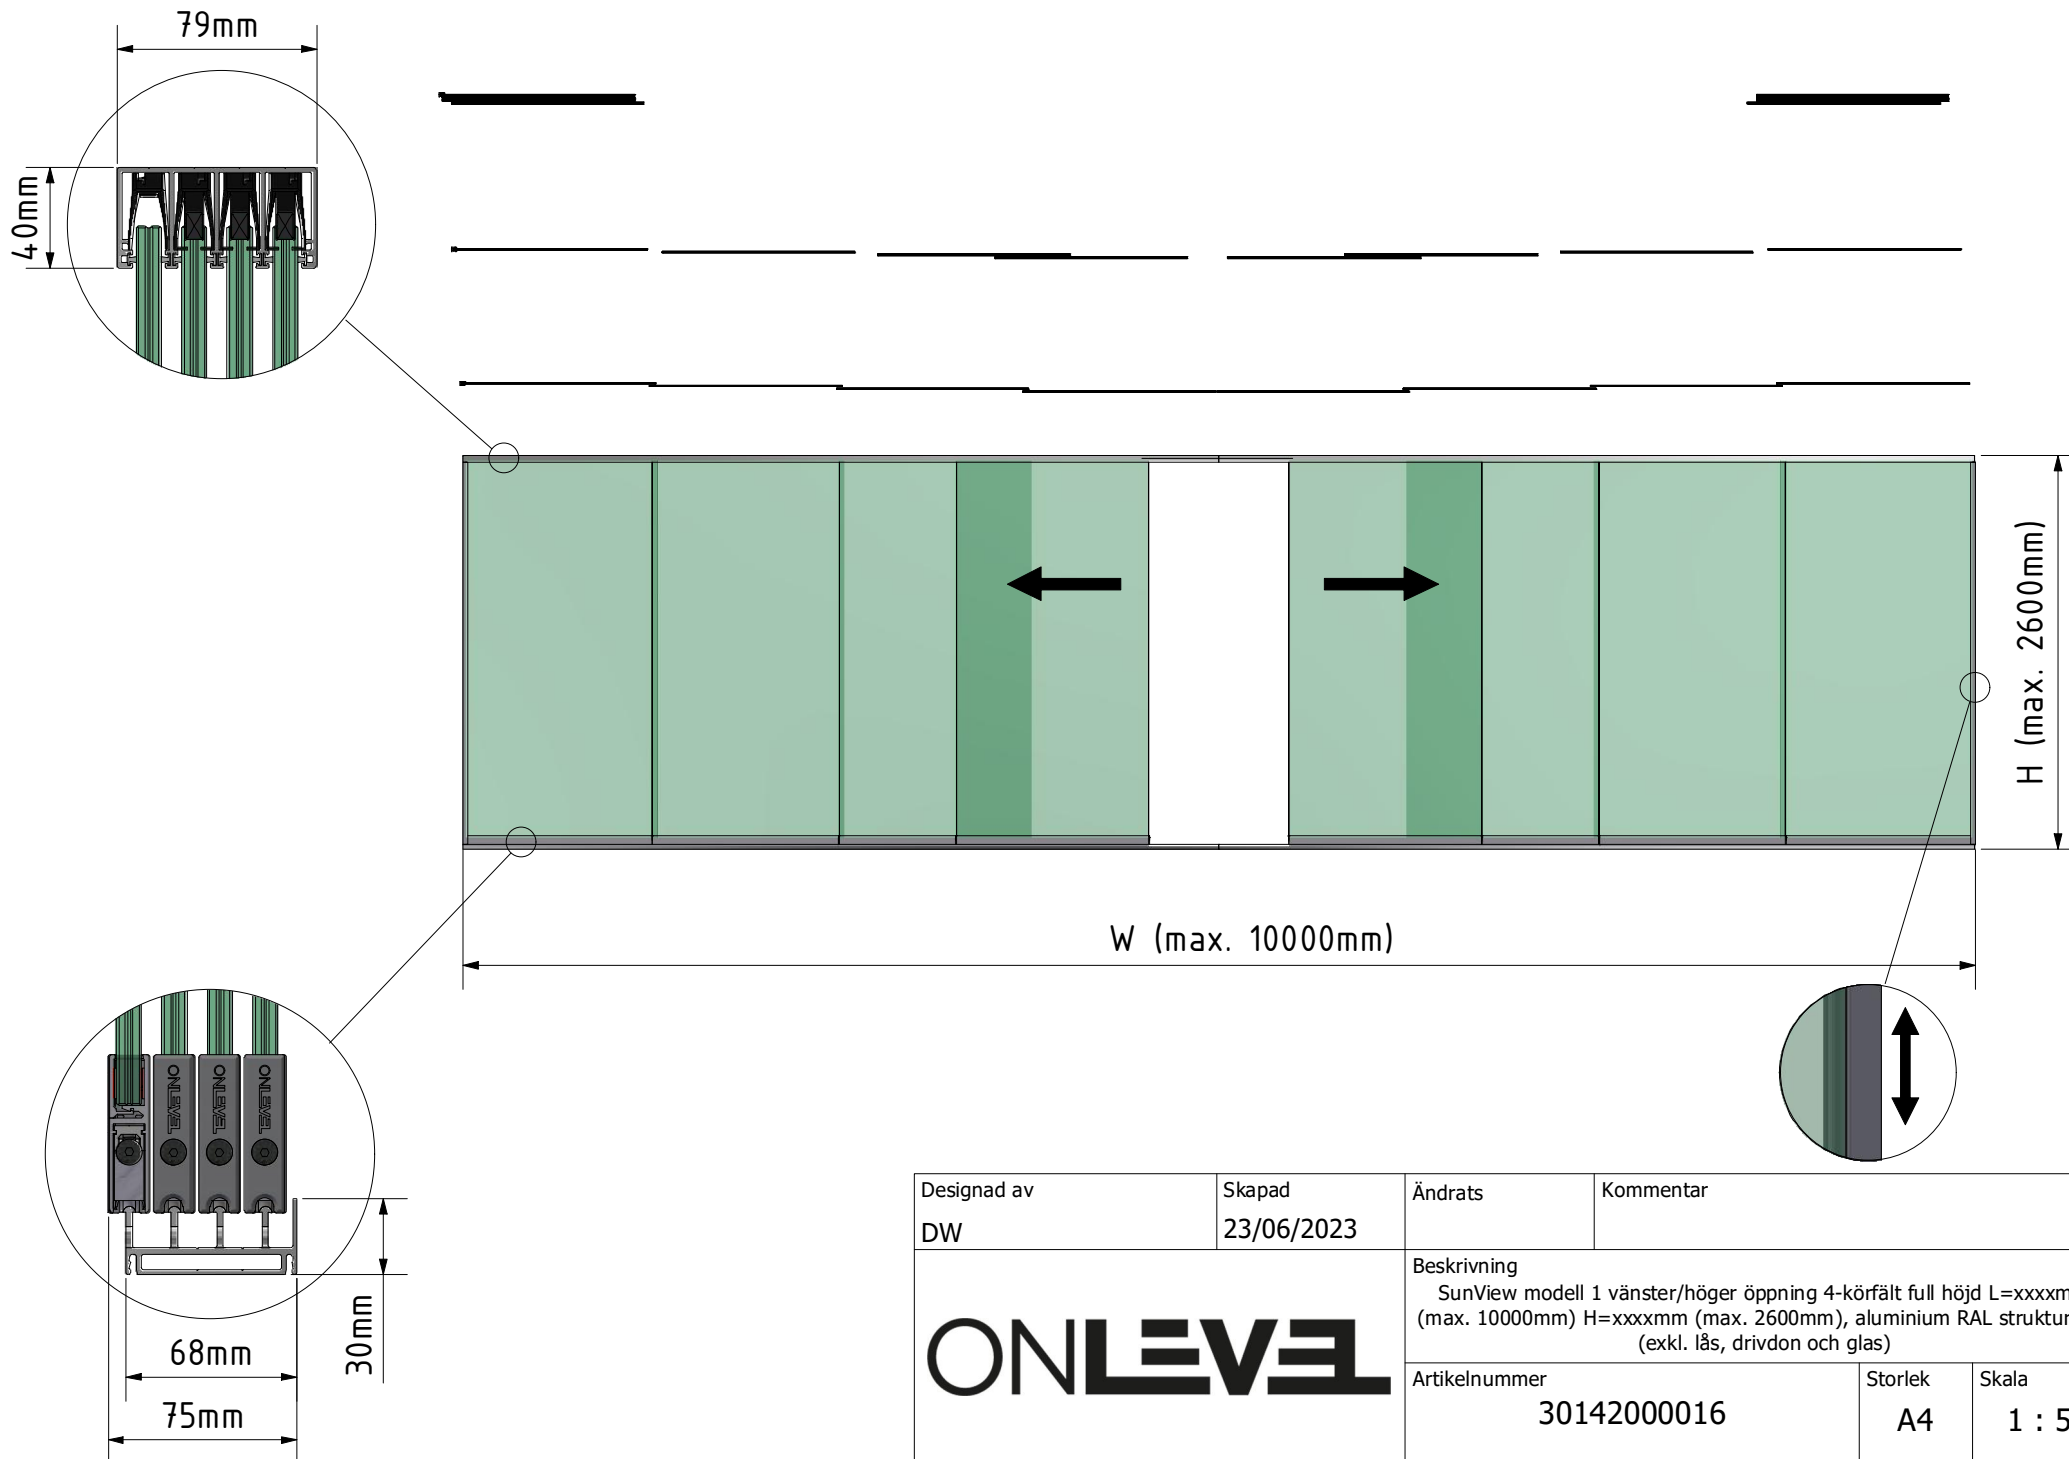 79mm
40mm
H (max. 2600mm)
W (max. 10000mm)
ONLEVEL
ONLEVEL
ONLEVEL
30mm
68mm
75mm
Designad av
DW
Skapad
23/06/2023
Ändrats
Kommentar
ONLEVEL
Beskrivning
SunView modell 1 vänster/höger öppning 4-körfält full höjd L=xxxxm
(max. 10000mm) H=xxxxmm (max. 2600mm), aluminium RAL struktur
(exkl. lås, drivdon och glas)
Artikelnummer
30142000016
Storlek
A4
Skala
1 : 5